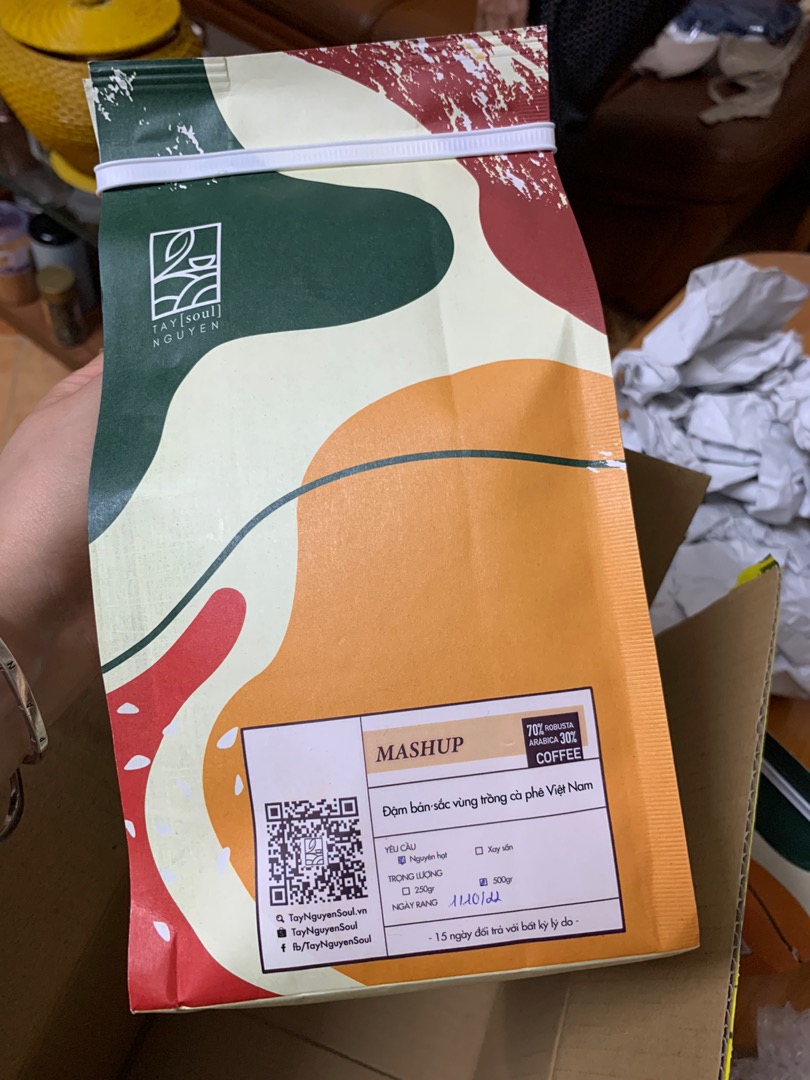 TAY[soul]
NGUYEN
MASHUP
70% ROBUSTA
ARABICA 30%
COFFEE
Đậm bản sắc vùng trồng cà phê Việt Nam
YÊU CẦU
Nguyên hạt
Xay sẵn
TRỌNG LƯỢNG
250gr
500gr
NGÀY RANG 1/10/22
- 15 ngày đổi trả với bất kỳ lý do -
TayNguyenSoul.vn
TayNguyenSoul
fb/TayNguyenSoul